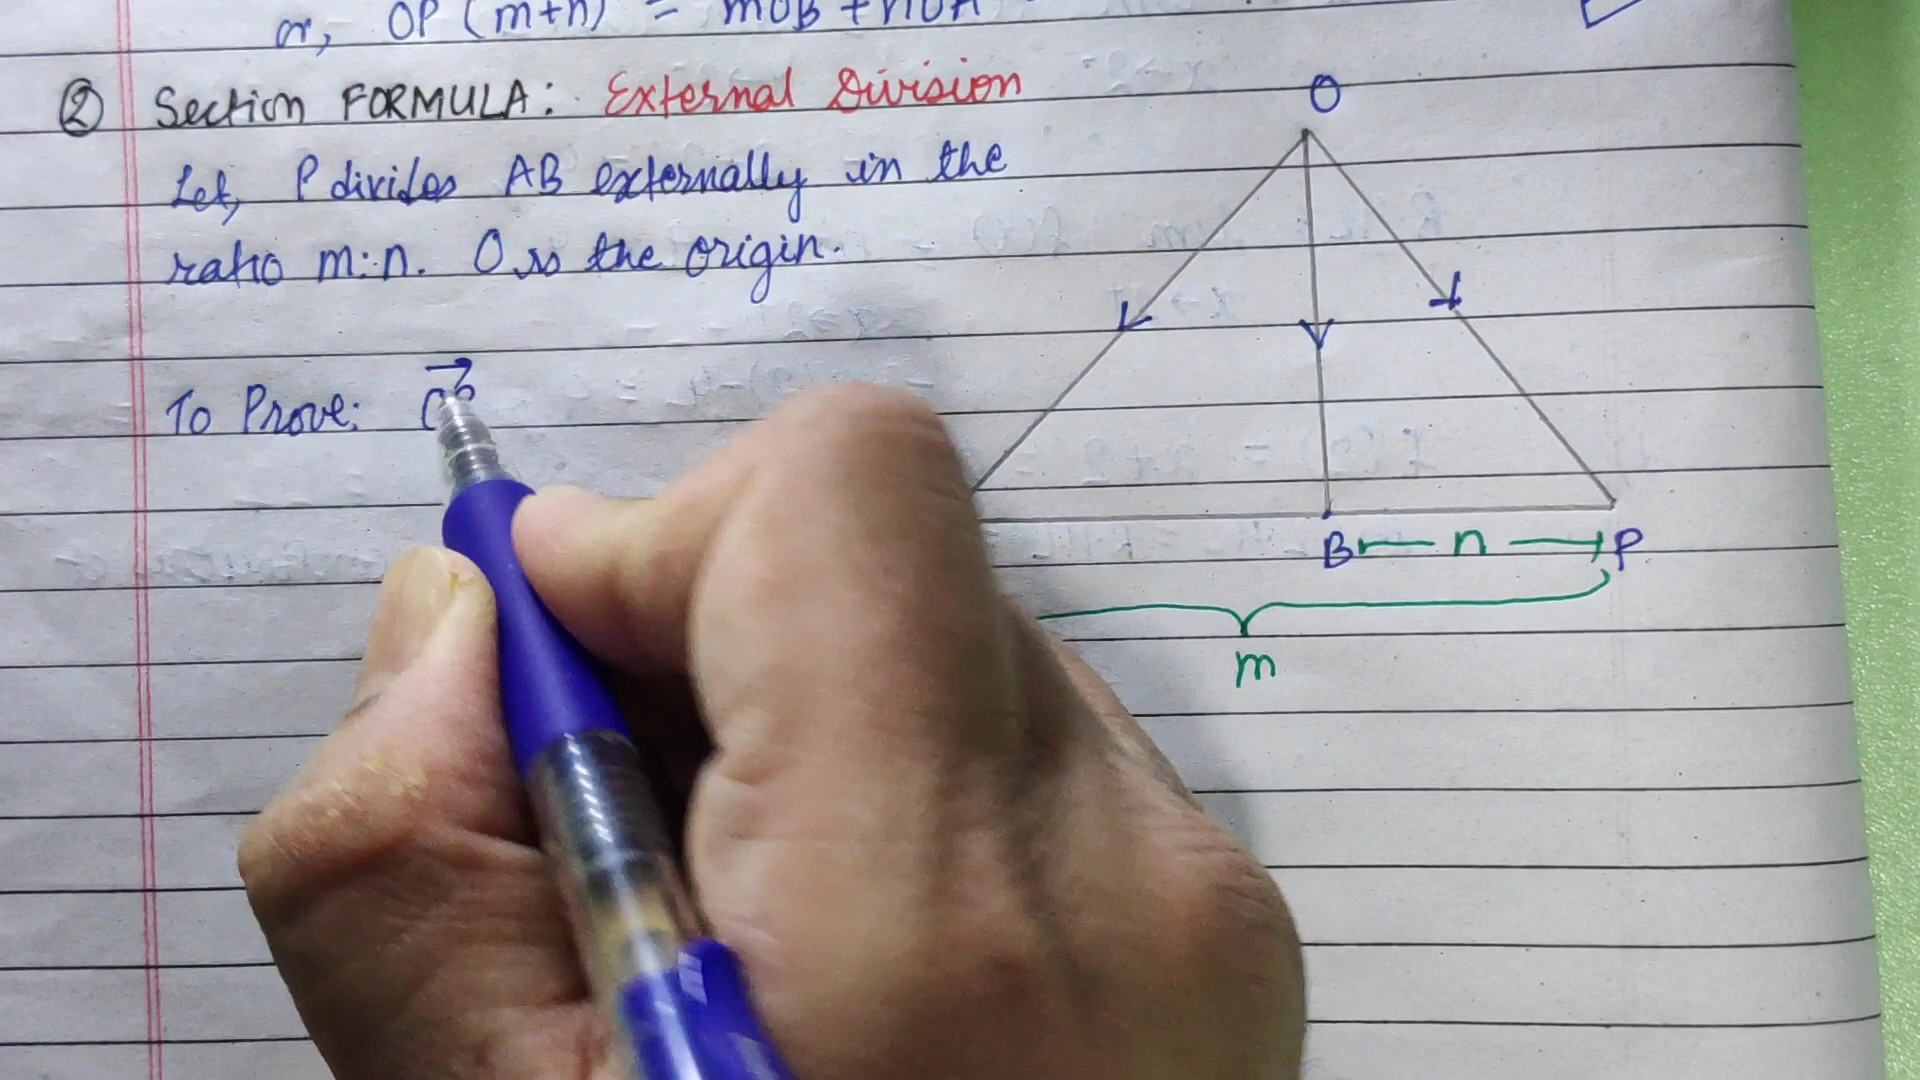 or, OP (m+n) = mOB + nOA
② Section FORMULA: External Division
Let, P divides AB externally in the
ratio m:n. O is the origin.
To Prove:
O
B n P
m